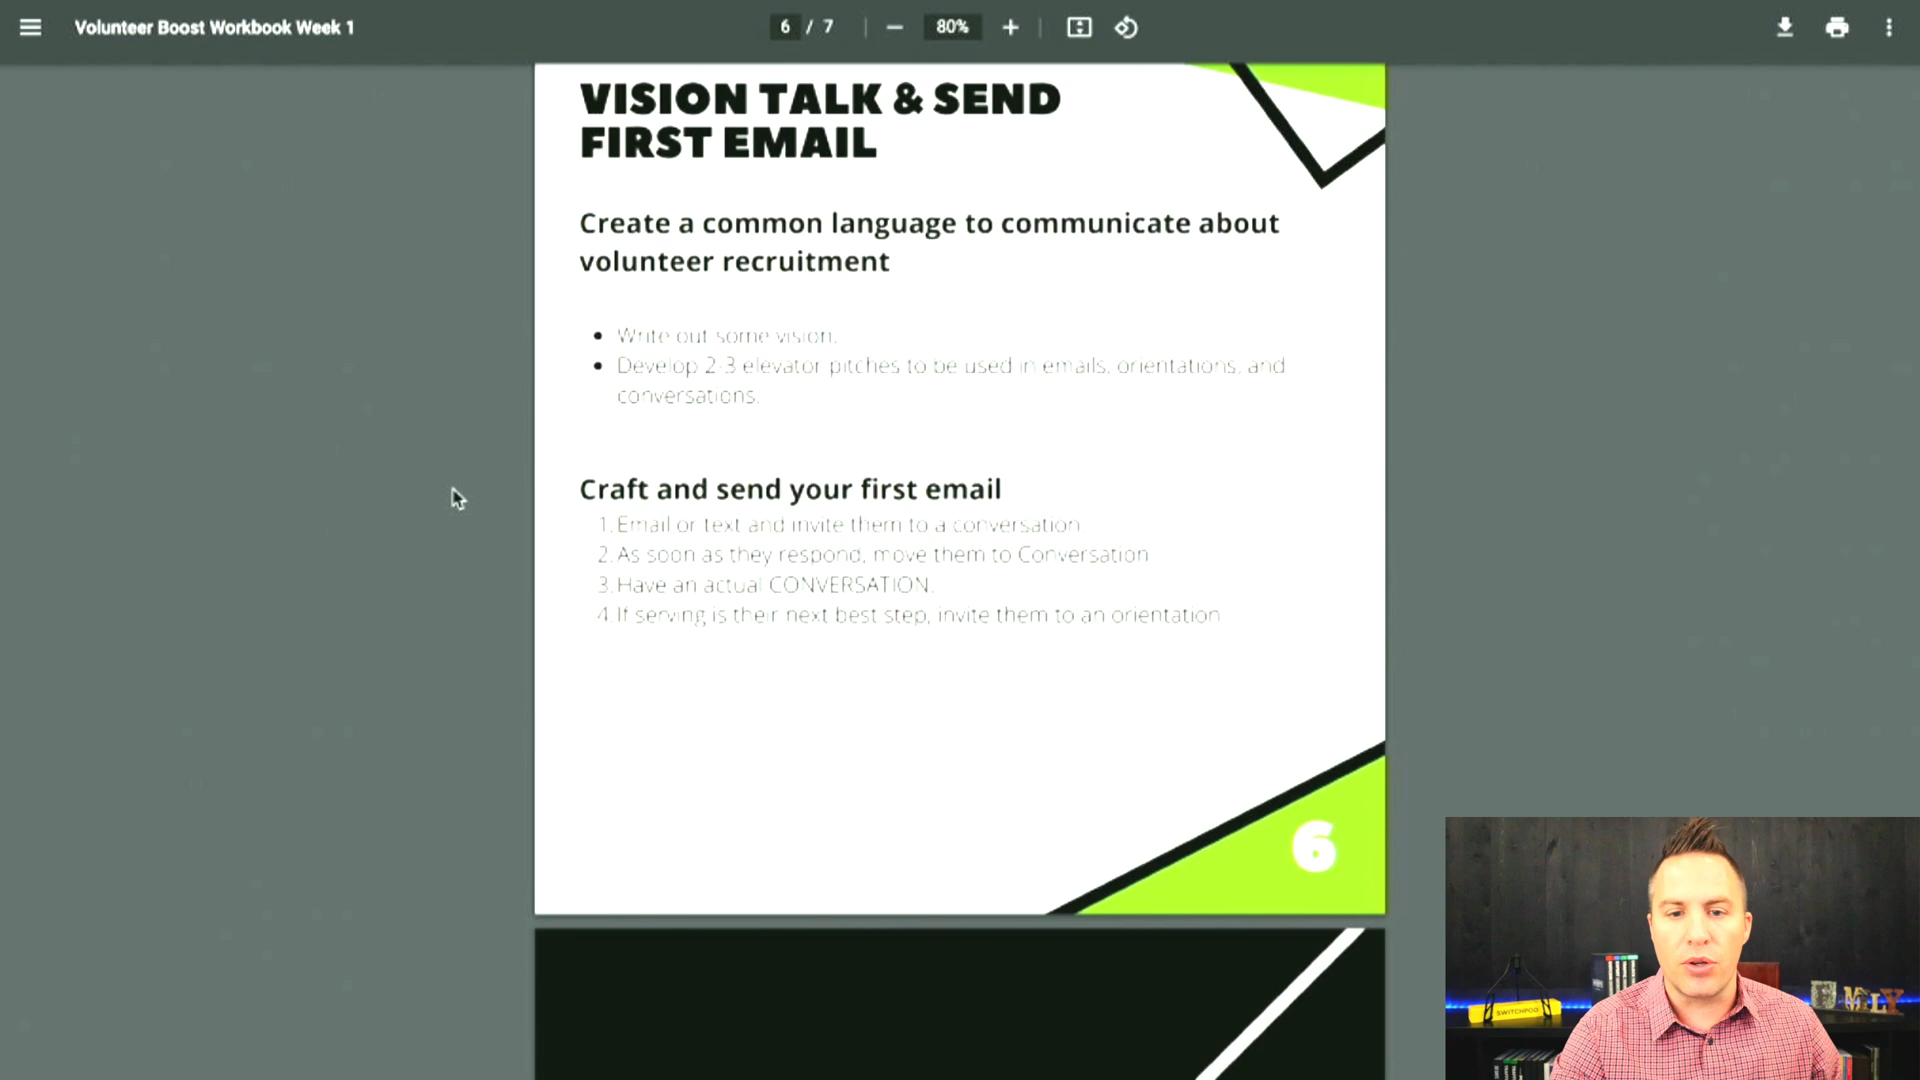 Volunteer Boost Workbook Week 1
6 / 7
80%
VISION TALK & SEND
FIRST EMAIL
Create a common language to communicate about
volunteer recruitment
Write out some vision.
Develop 2-3 elevator pitches to be used in emails, orientations, and
conversations.
Craft and send your first email
1. Email or text and invite them to a conversation
2. As soon as they respond, move them to Conversation
3. Have an actual CONVERSATION.
4. If serving is their next best step, invite them to an orientation
6
SWITCHPOD